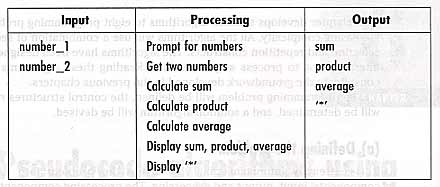 Input Processing Output
number_1 Prompt for numbers sum
number_2 Get two numbers product
Calculate sum average
Calculate product '*'
Calculate average
Display sum, product, average
Display '*'